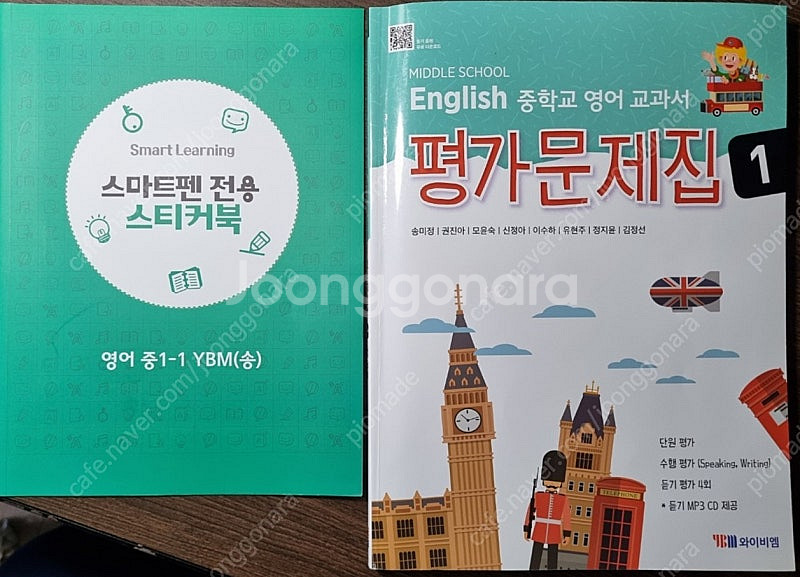 Smart Learning
스마트펜 전용
스티커북
영어 중1-1 YBM(송)
MIDDLE SCHOOL
English 중학교 영어 교과서
평가문제집
1
송미정 | 권진아 | 모윤숙 | 신정아 | 이수하 | 유현주 | 정지윤 | 김정선
TELEPHONE
단원 평가
수행 평가 (Speaking, Writing)
듣기 평가 4회
* 듣기 MP3 CD 제공
YBM 와이비엠
Joonggonara
cafe.naver.com/joonggonara
piomade